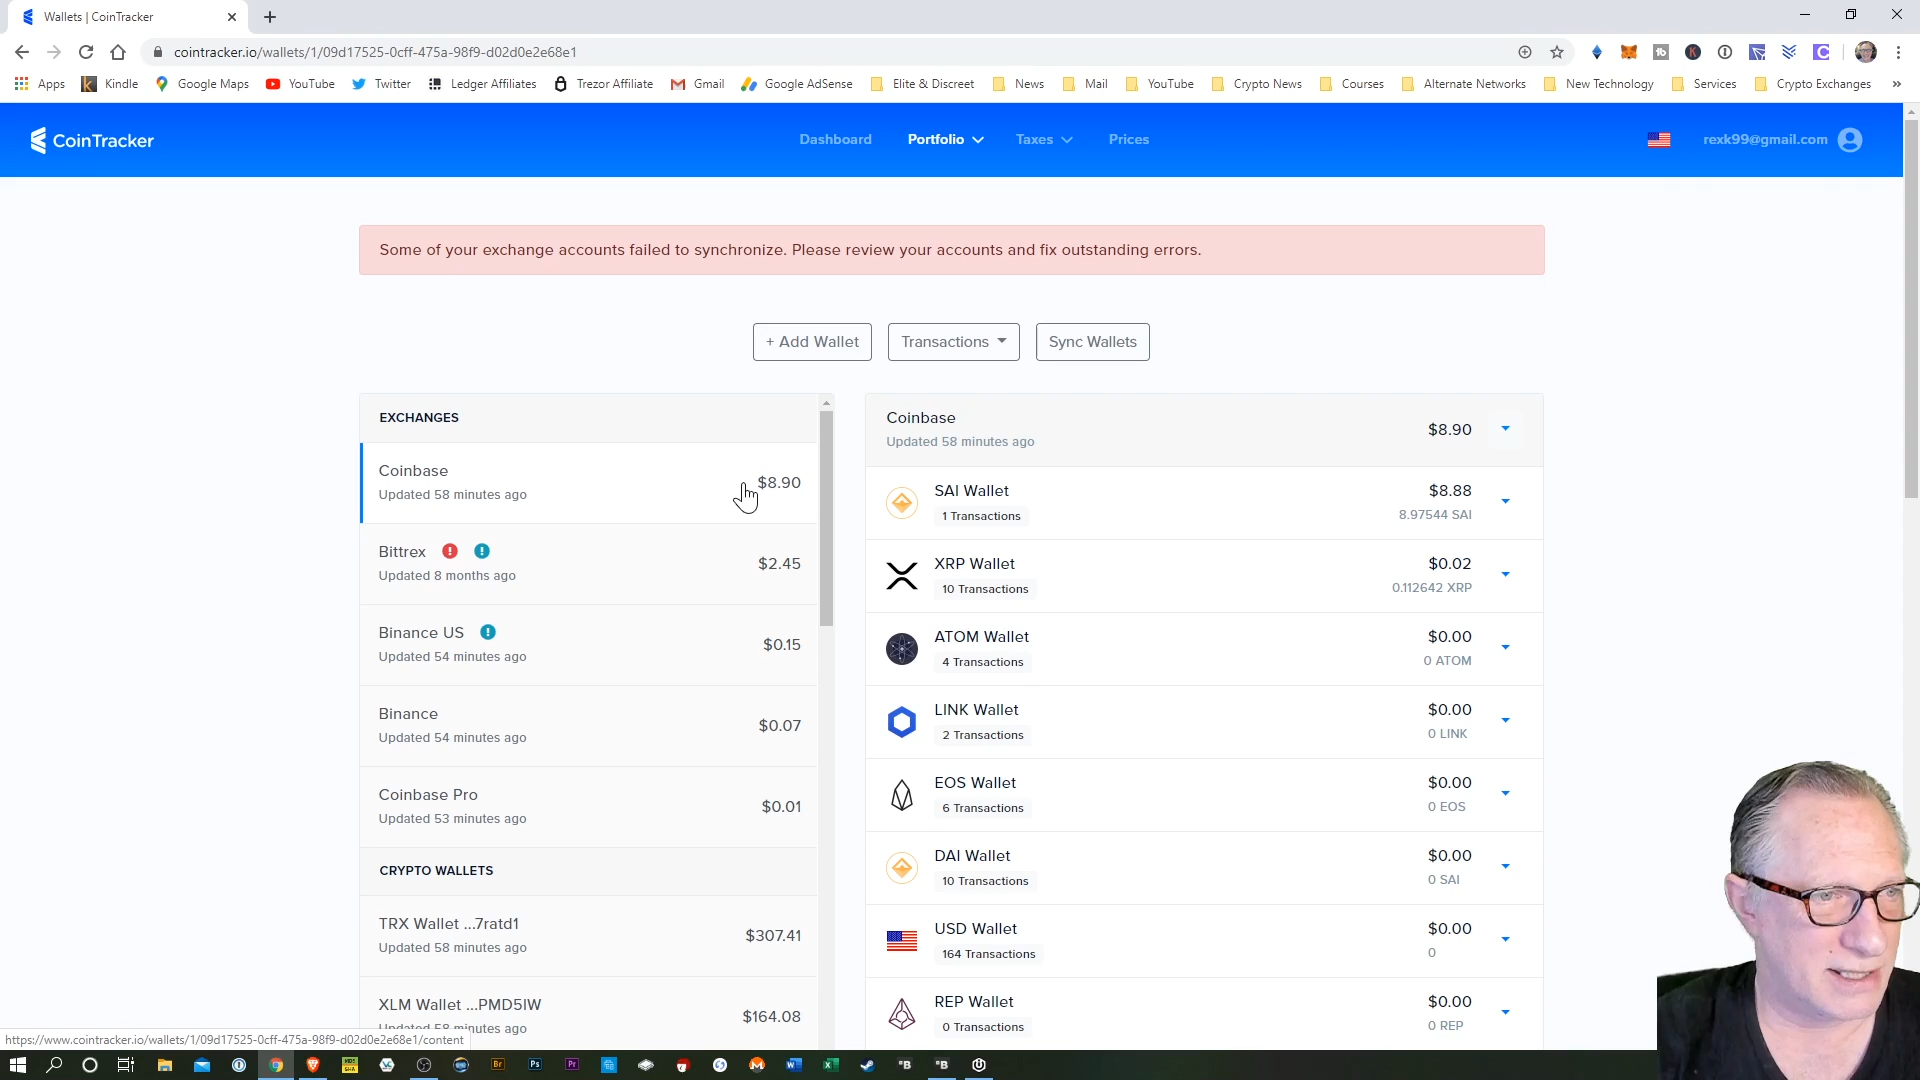 Wallets | CoinTracker
cointracker.io/wallets/1/09d17525-0cff-475a-98f9-d02d0e2e68e1
Apps Kindle Google Maps YouTube Twitter Ledger Affiliates Trezor Affiliate Gmail Google AdSense Elite & Discreet News Mail YouTube Crypto News Courses Alternate Networks New Technology Services Crypto Exchanges »
CoinTracker Dashboard Portfolio Taxes Prices rexk99@gmail.com
Some of your exchange accounts failed to synchronize. Please review your accounts and fix outstanding errors.
+ Add Wallet Transactions Sync Wallets
EXCHANGES
Coinbase
Updated 58 minutes ago
$8.90
Bittrex
Updated 8 months ago
$2.45
Binance US
Updated 54 minutes ago
$0.15
Binance
Updated 54 minutes ago
$0.07
Coinbase Pro
Updated 53 minutes ago
$0.01
CRYPTO WALLETS
TRX Wallet ...7ratd1
Updated 58 minutes ago
$307.41
XLM Wallet ...PMD5IW
Updated 58 minutes ago
$164.08
Coinbase
Updated 58 minutes ago
$8.90
SAI Wallet
1 Transactions
$8.88
8.97544 SAI
XRP Wallet
10 Transactions
$0.02
0.112642 XRP
ATOM Wallet
4 Transactions
$0.00
0 ATOM
LINK Wallet
2 Transactions
$0.00
0 LINK
EOS Wallet
6 Transactions
$0.00
0 EOS
DAI Wallet
10 Transactions
$0.00
0 SAI
USD Wallet
164 Transactions
$0.00
0
REP Wallet
0 Transactions
$0.00
0 REP
https://www.cointracker.io/wallets/1/09d17525-0cff-475a-98f9-d02d0e2e68e1/content